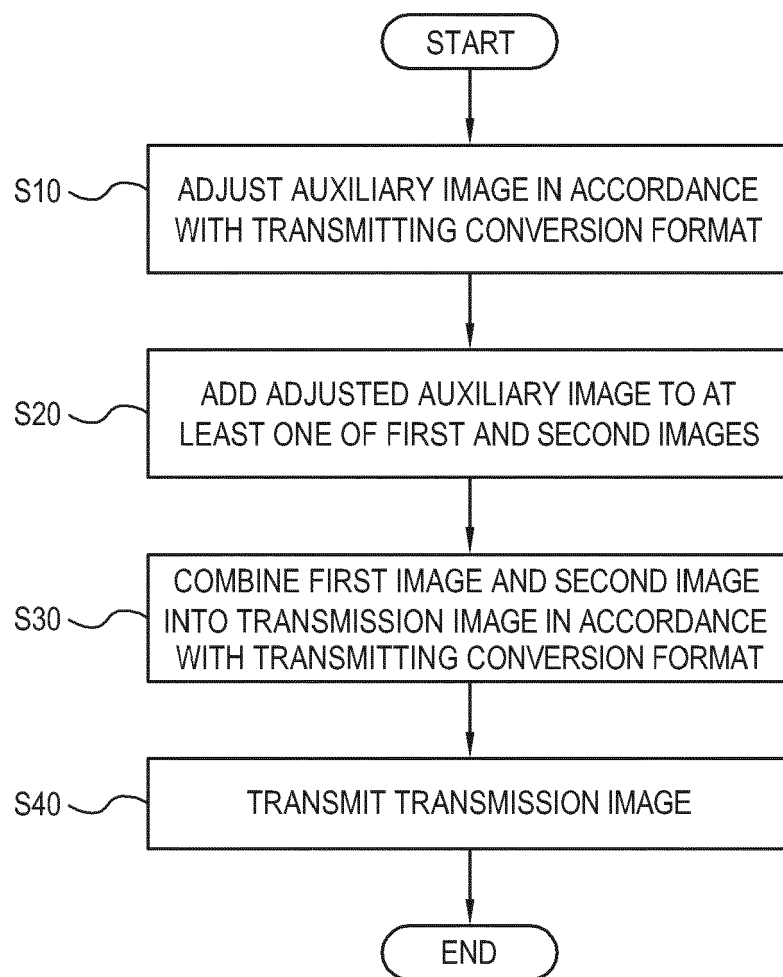 START
S10
ADJUST AUXILIARY IMAGE IN ACCORDANCE
WITH TRANSMITTING CONVERSION FORMAT
S20
ADD ADJUSTED AUXILIARY IMAGE TO AT
LEAST ONE OF FIRST AND SECOND IMAGES
S30
COMBINE FIRST IMAGE AND SECOND IMAGE
INTO TRANSMISSION IMAGE IN ACCORDANCE
WITH TRANSMITTING CONVERSION FORMAT
S40
TRANSMIT TRANSMISSION IMAGE
END